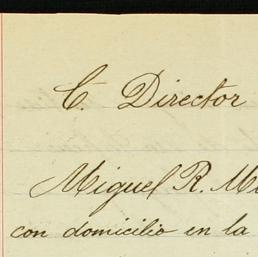 C. Director
Miguel R.
con domicilio en la